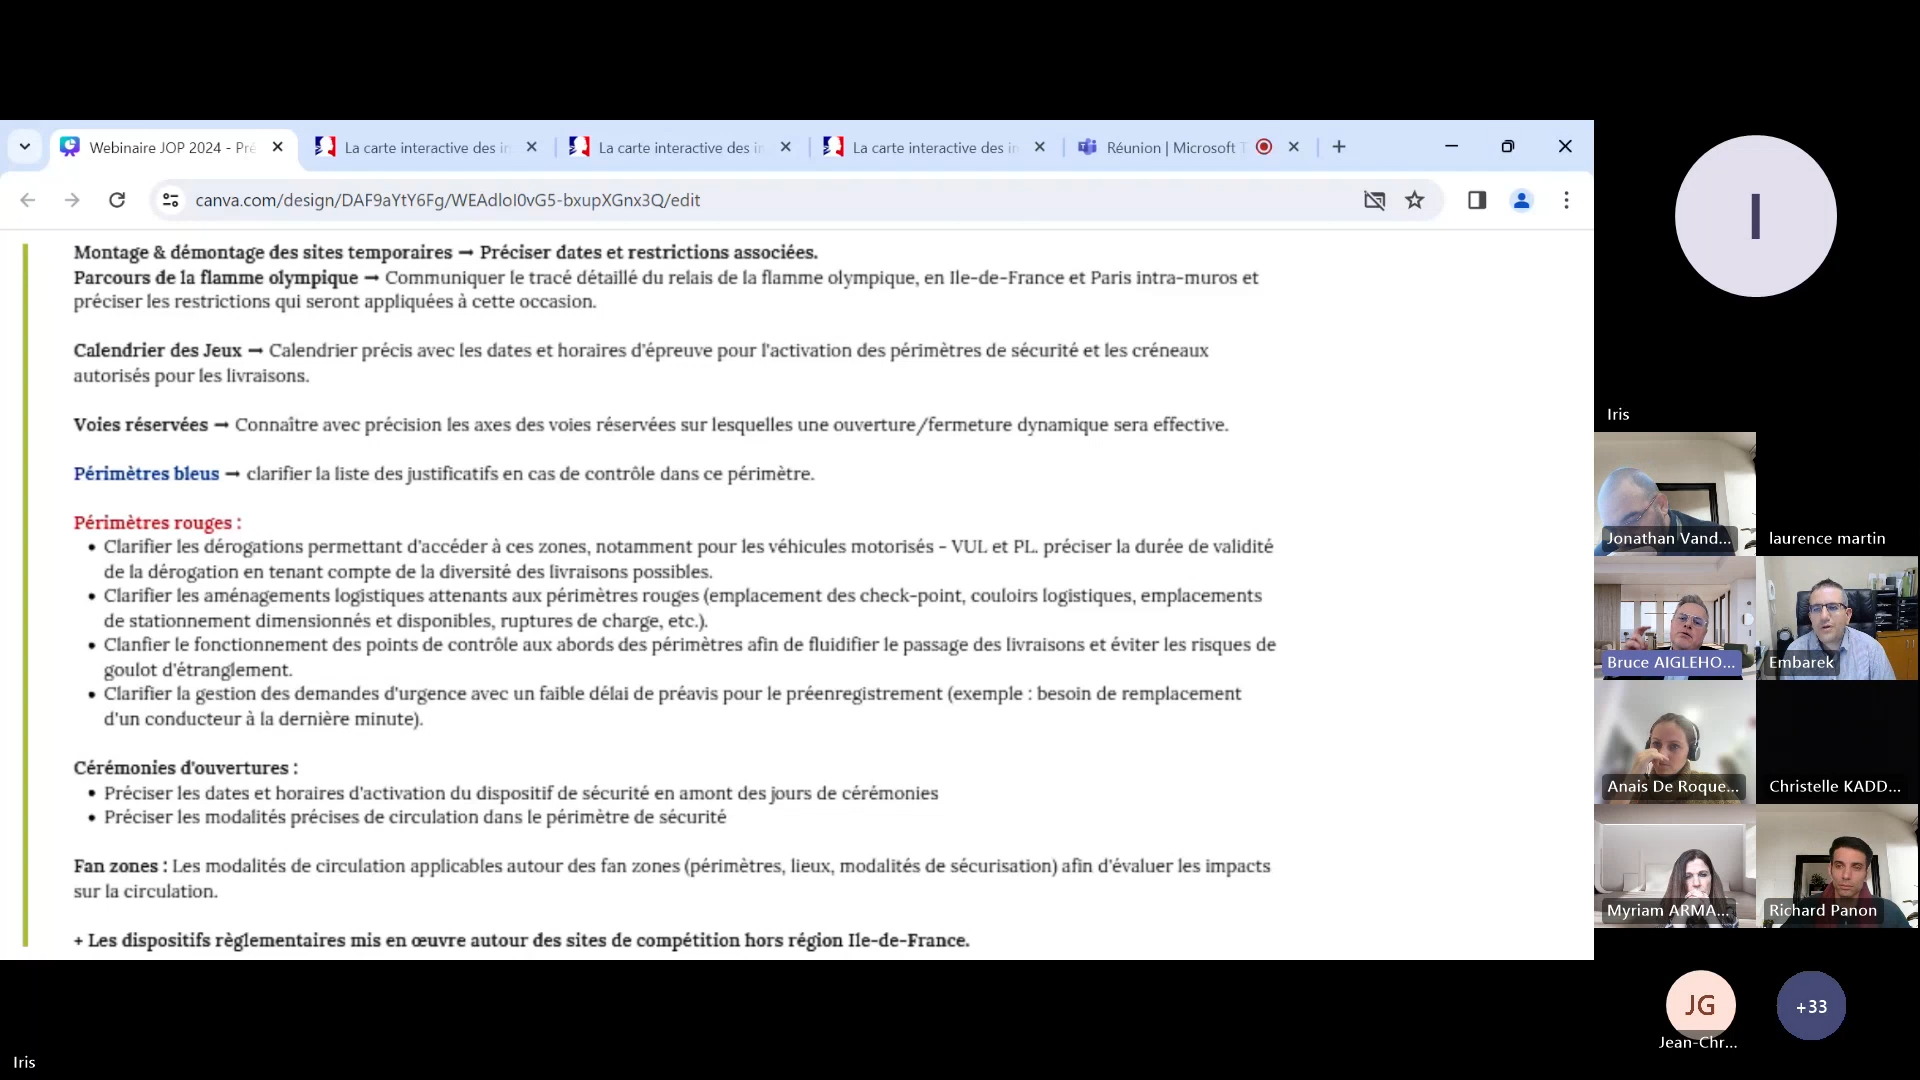 Webinaire JOP 2024 - Pré
La carte interactive des in
La carte interactive des in
La carte interactive des in
Réunion | Microsoft T
canva.com/design/DAF9aYtY6Fg/WEAdloI0vG5-bxupXGnx3Q/edit
Montage & démontage des sites temporaires → Préciser dates et restrictions associées.
Parcours de la flamme olympique → Communiquer le tracé détaillé du relais de la flamme olympique, en Ile-de-France et Paris intra-muros et
préciser les restrictions qui seront appliquées à cette occasion.
Calendrier des Jeux → Calendrier précis avec les dates et horaires d'épreuve pour l'activation des périmètres de sécurité et les créneaux
autorisés pour les livraisons.
Voies réservées → Connaître avec précision les axes des voies réservées sur lesquelles une ouverture/fermeture dynamique sera effective.
Périmètres bleus → clarifier la liste des justificatifs en cas de contrôle dans ce périmètre.
Périmètres rouges :
• Clarifier les dérogations permettant d'accéder à ces zones, notamment pour les véhicules motorisés - VUL et PL. préciser la durée de validité
de la dérogation en tenant compte de la diversité des livraisons possibles.
• Clarifier les aménagements logistiques attenants aux périmètres rouges (emplacement des check-point, couloirs logistiques, emplacements
de stationnement dimensionnés et disponibles, ruptures de charge, etc.).
• Clanfier le fonctionnement des points de contrôle aux abords des périmètres afin de fluidifier le passage des livraisons et éviter les risques de
goulot d'étranglement.
• Clarifier la gestion des demandes d'urgence avec un faible délai de préavis pour le préenregistrement (exemple : besoin de remplacement
d'un conducteur à la dernière minute).
Cérémonies d'ouvertures :
• Préciser les dates et horaires d'activation du dispositif de sécurité en amont des jours de cérémonies
• Préciser les modalités précises de circulation dans le périmètre de sécurité
Fan zones : Les modalités de circulation applicables autour des fan zones (périmètres, lieux, modalités de sécurisation) afin d'évaluer les impacts
sur la circulation.
+ Les dispositifs règlementaires mis en œuvre autour des sites de compétition hors région Ile-de-France.
I
Iris
Jonathan Vand...
laurence martin
Bruce AIGLEHO...
Embarek
Anais De Roque...
Christelle KADD...
Myriam ARMA...
Richard Panon
JG
+33
Jean-Chr...
Iris